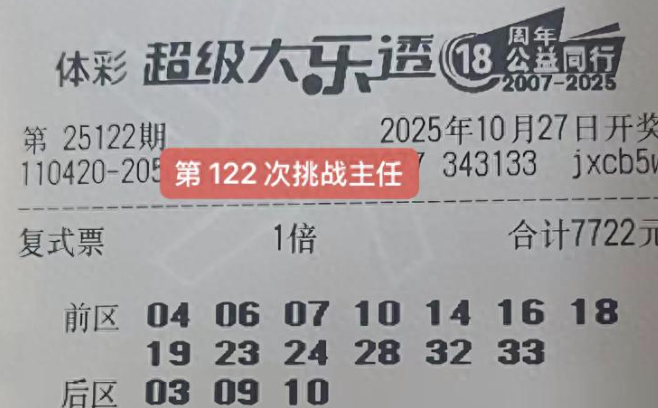 体彩 超级大乐透 18 周年
公益同行
2007-2025
第 25122期 2025年10月27日开奖
110420-205 7 343133 jxcb5w
第 122 次挑战主任
复式票 1倍 合计7722元
前区 04 06 07 10 14 16 18
19 23 24 28 32 33
后区 03 09 10